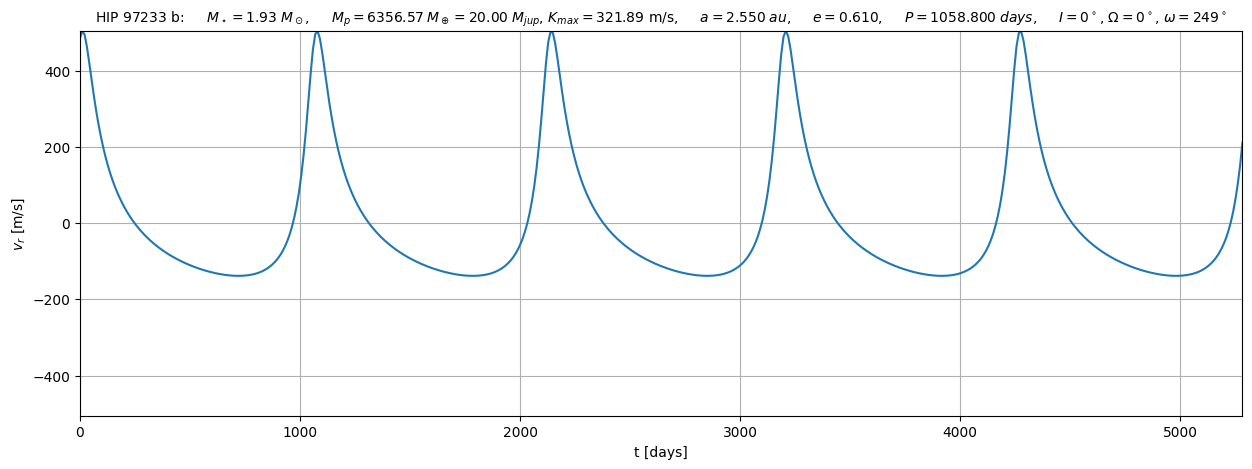 HIP 97233 b: M⋆ = 1.93 M⊙, Mp = 6356.57 M⊕ = 20.00 Mjup, Kmax = 321.89 m/s, a = 2.550 au, e = 0.610, P = 1058.800 days, I = 0°, Ω = 0°, ω = 249°
400
200
0
−200
−400
vr [m/s]
0 1000 2000 3000 4000 5000
t [days]